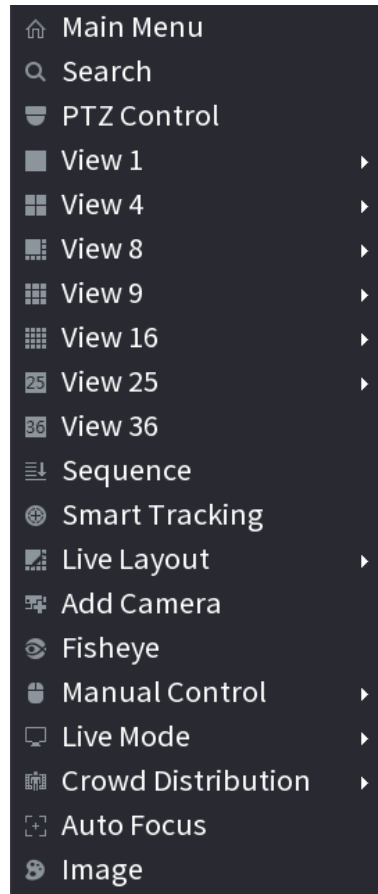 Main Menu
Search
PTZ Control
View 1
View 4
View 8
View 9
View 16
25 View 25
36 View 36
Sequence
Smart Tracking
Live Layout
Add Camera
Fisheye
Manual Control
Live Mode
Crowd Distribution
Auto Focus
Image